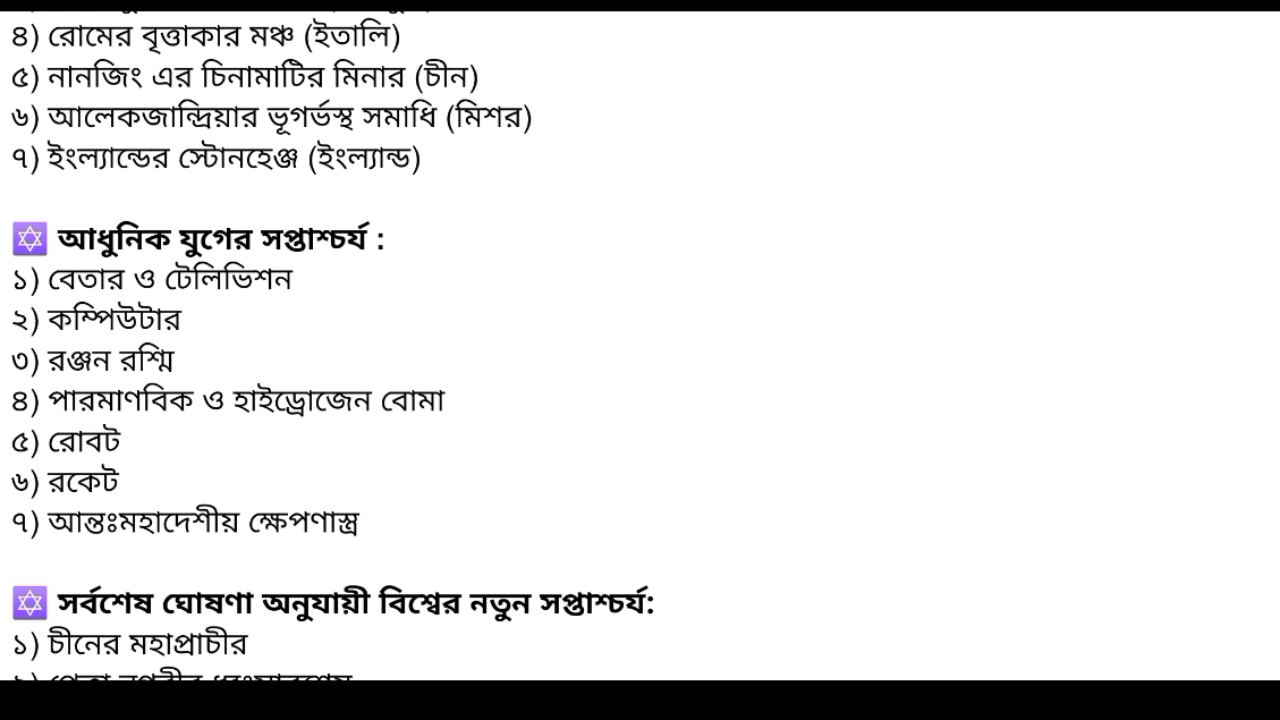 ৪) রোমের বৃত্তাকার মঞ্চ (ইতালি)
৫) নানজিং এর চিনামাটির মিনার (চীন)
৬) আলেকজান্দ্রিয়ার ভূগর্ভস্থ সমাধি (মিশর)
৭) ইংল্যান্ডের স্টোনহেঞ্জ (ইংল্যান্ড)
🔯 আধুনিক যুগের সপ্তাশ্চর্য :
১) বেতার ও টেলিভিশন
২) কম্পিউটার
৩) রঞ্জন রশ্মি
৪) পারমাণবিক ও হাইড্রোজেন বোমা
৫) রোবট
৬) রকেট
৭) আন্তঃমহাদেশীয় ক্ষেপণাস্ত্র
🔯 সর্বশেষ ঘোষণা অনুযায়ী বিশ্বের নতুন সপ্তাশ্চর্য:
১) চীনের মহাপ্রাচীর